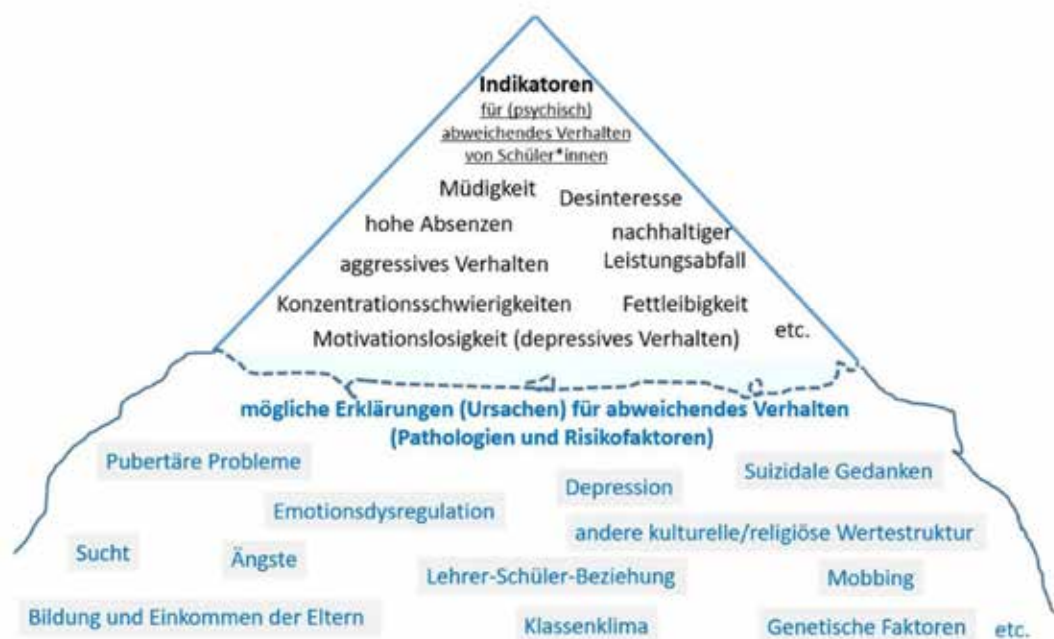 Indikatoren
für (psychisch)
abweichendes Verhalten
von Schüler*innen
Müdigkeit
Desinteresse
hohe Absenzen
nachhaltiger
Leistungsabfall
aggressives Verhalten
Konzentrationsschwierigkeiten
Fettleibigkeit
Motivationslosigkeit (depressives Verhalten)
etc.
mögliche Erklärungen (Ursachen) für abweichendes Verhalten
(Pathologien und Risikofaktoren)
Pubertäre Probleme
Suizidale Gedanken
Depression
Emotionsdysregulation
andere kulturelle/religiöse Wertestruktur
Sucht
Ängste
Lehrer-Schüler-Beziehung
Mobbing
Bildung und Einkommen der Eltern
Klassenklima
Genetische Faktoren
etc.